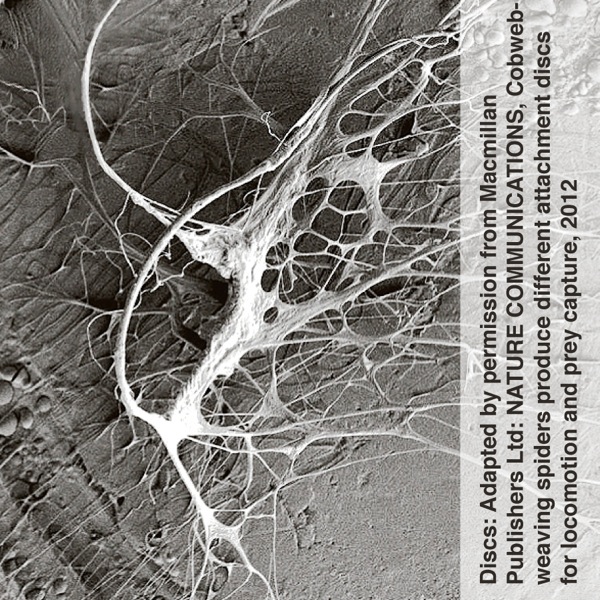 Discs: Adapted by permission from Macmillan
Publishers Ltd: NATURE COMMUNICATIONS, Cobweb-
weaving spiders produce different attachment discs
for locomotion and prey capture, 2012